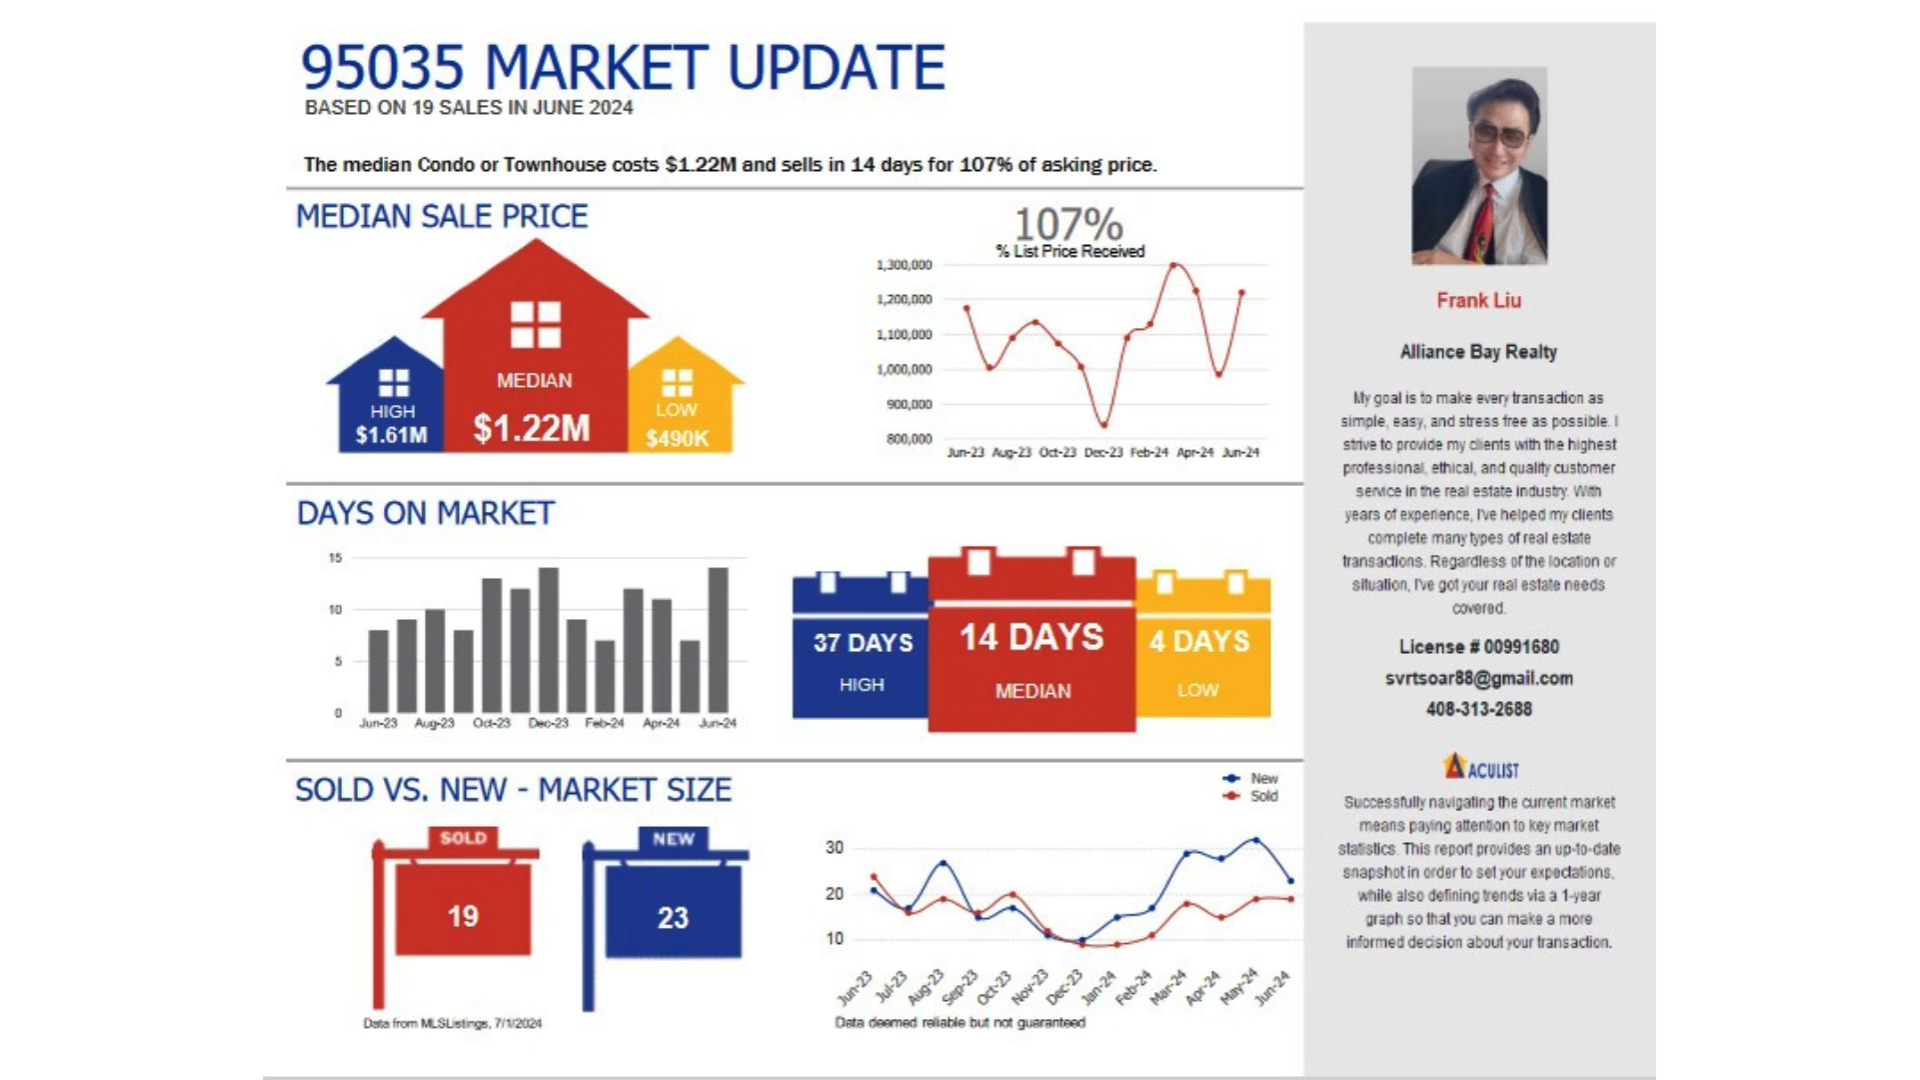 95035 MARKET UPDATE
BASED ON 19 SALES IN JUNE 2024
The median Condo or Townhouse costs $1.22M and sells in 14 days for 107% of asking price.
MEDIAN SALE PRICE
HIGH
$1.61M
MEDIAN
$1.22M
LOW
$490K
107%
% List Price Received
1,300,000
1,200,000
1,100,000
1,000,000
900,000
800,000
Jun-23 Aug-23 Oct-23 Dec-23 Feb-24 Apr-24 Jun-24
DAYS ON MARKET
15
10
5
0
Jun-23 Aug-23 Oct-23 Dec-23 Feb-24 Apr-24 Jun-24
37 DAYS
HIGH
14 DAYS
MEDIAN
4 DAYS
LOW
SOLD VS. NEW - MARKET SIZE
SOLD
19
NEW
23
New
Sold
30
20
10
Jun-23 Jul-23 Aug-23 Sep-23 Oct-23 Nov-23 Dec-23 Jan-24 Feb-24 Mar-24 Apr-24 May-24 Jun-24
Data from MLSListings, 7/1/2024
Data deemed reliable but not guaranteed
Frank Liu
Alliance Bay Realty
My goal is to make every transaction as
simple, easy, and stress free as possible. I
strive to provide my clients with the highest
professional, ethical, and quality customer
service in the real estate industry. With
years of experience, I've helped my clients
complete many types of real estate
transactions. Regardless of the location or
situation, I've got your real estate needs
covered.
License # 00991680
svrtsoar88@gmail.com
408-313-2688
ACULIST
Successfully navigating the current market
means paying attention to key market
statistics. This report provides an up-to-date
snapshot in order to set your expectations,
while also defining trends via a 1-year
graph so that you can make a more
informed decision about your transaction.